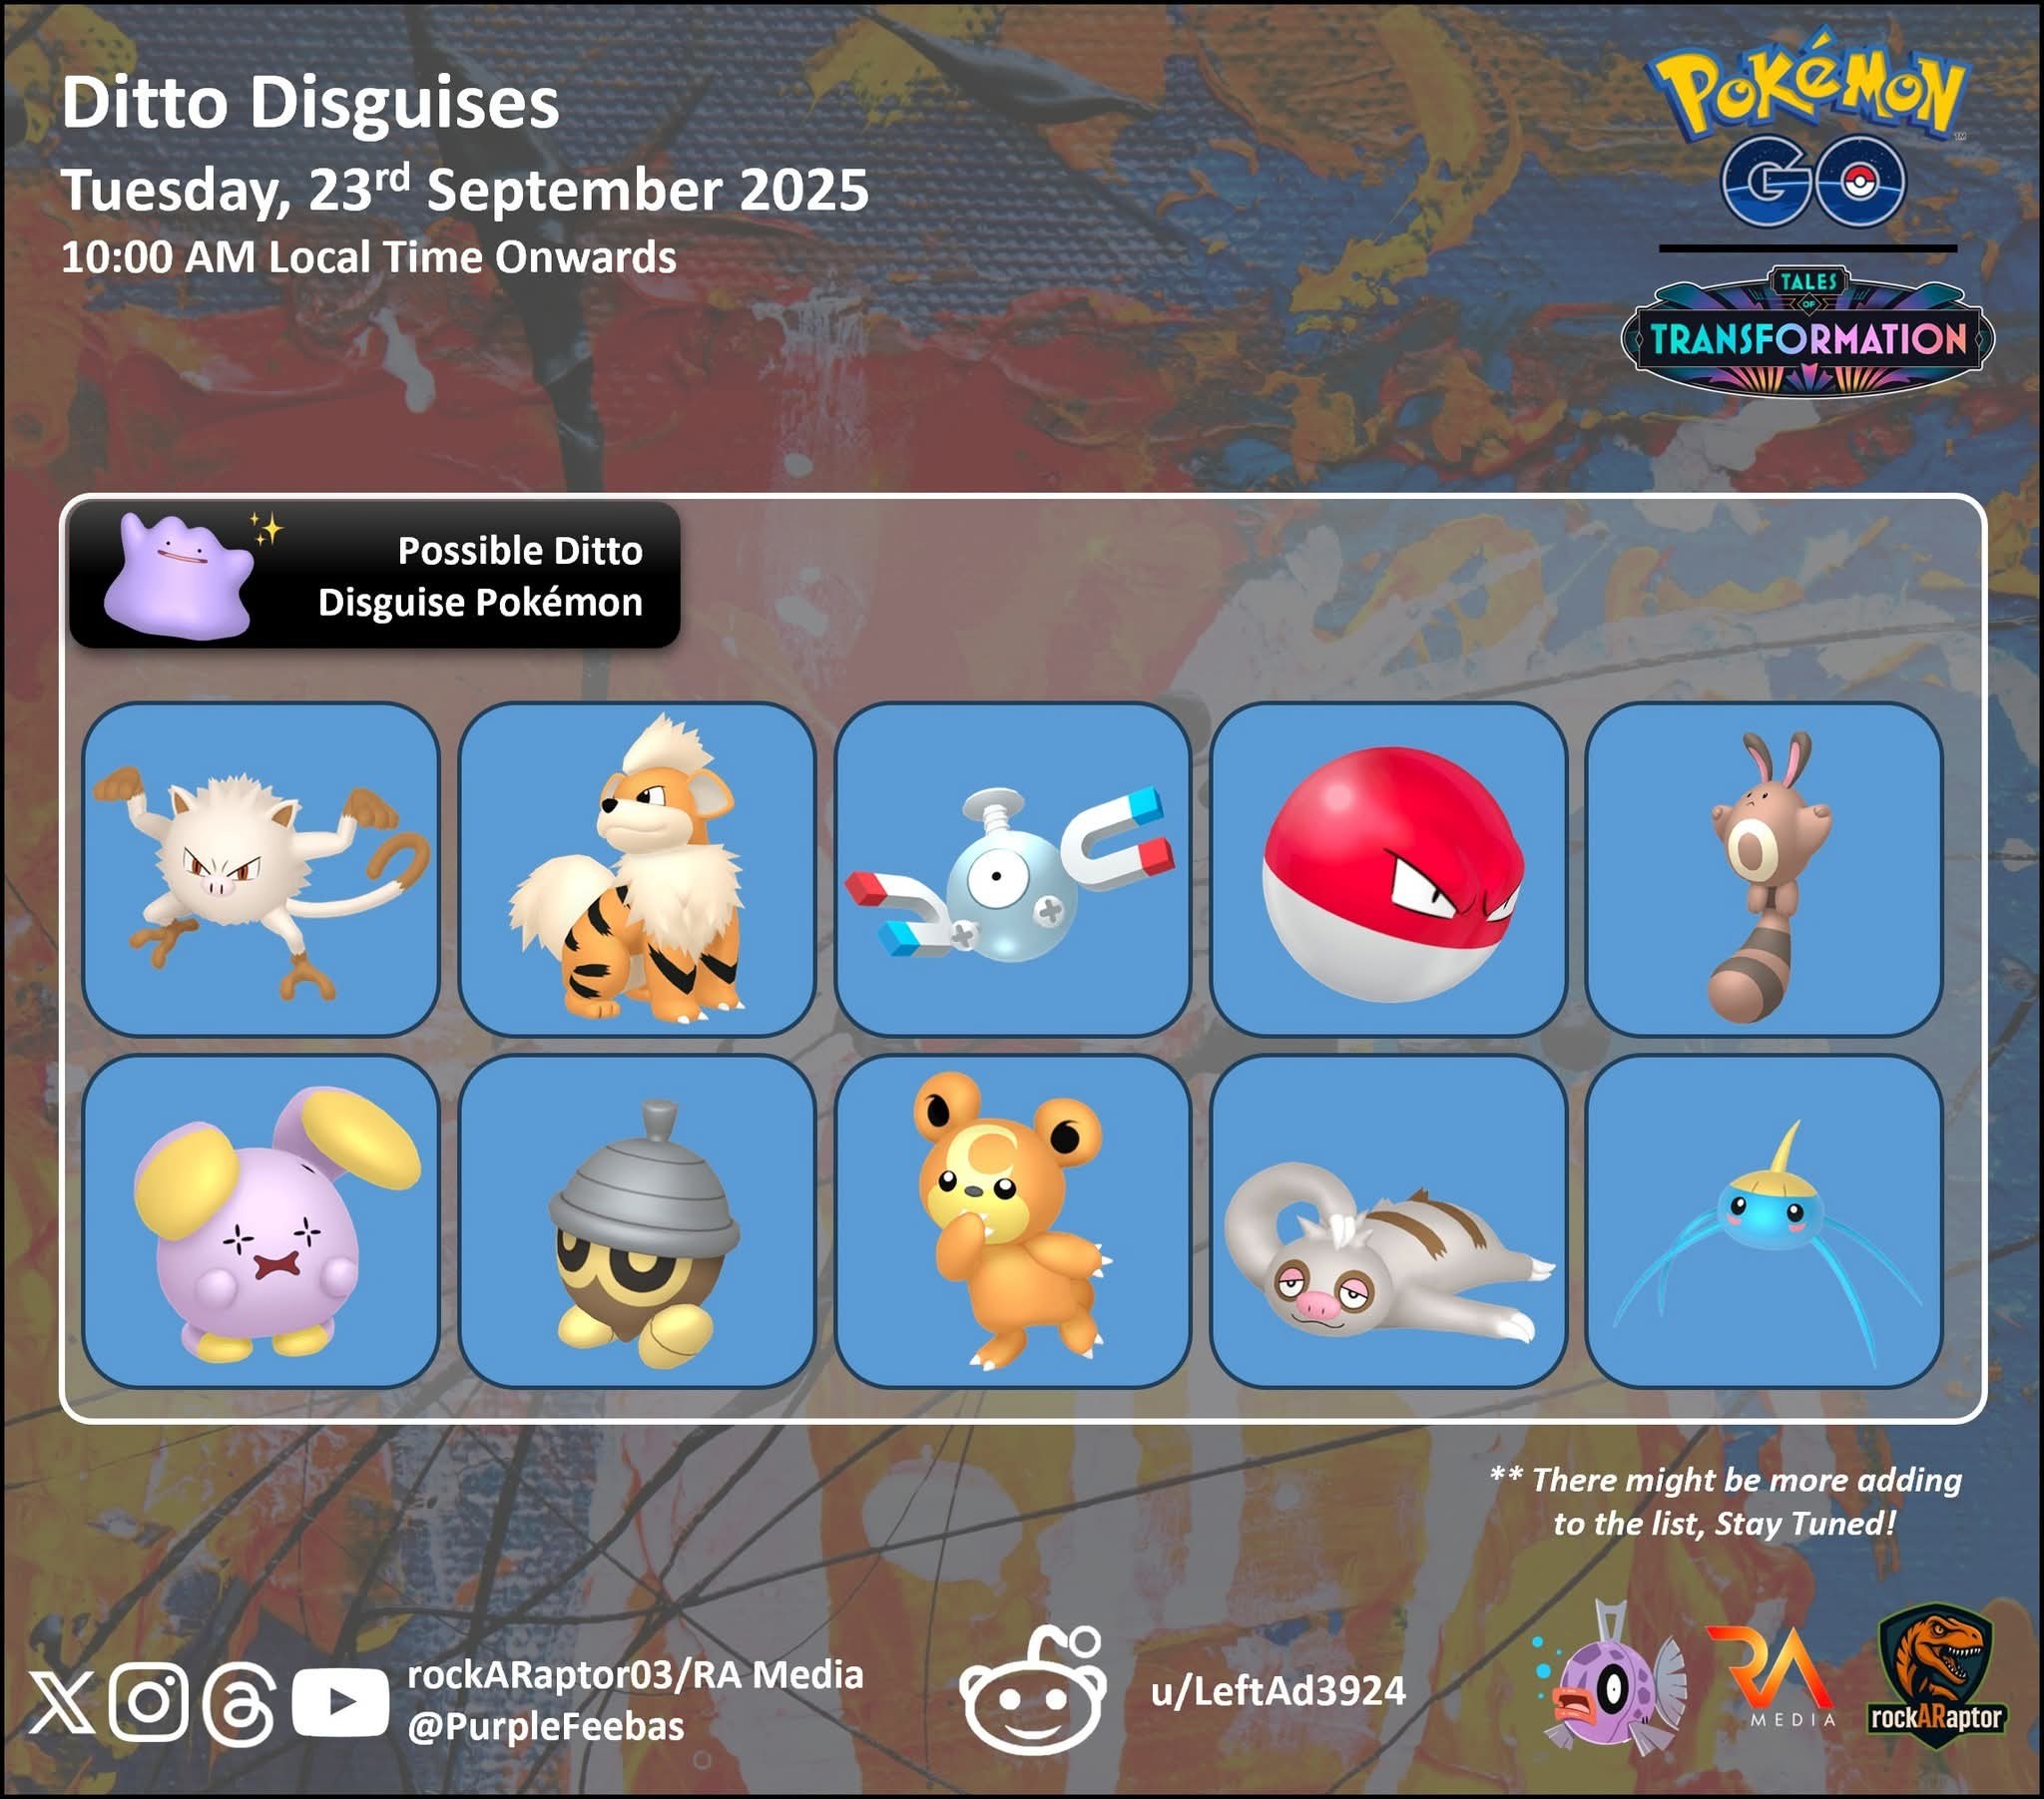 Ditto Disguises
Tuesday, 23rd September 2025
10:00 AM Local Time Onwards
POKÉMON
TM
GO
TALES
OF
TRANSFORMATION
Possible Ditto
Disguise Pokémon
** There might be more adding
to the list, Stay Tuned!
rockARaptor03/RA Media
@PurpleFeebas
u/LeftAd3924
RA
MEDIA
rockARaptor